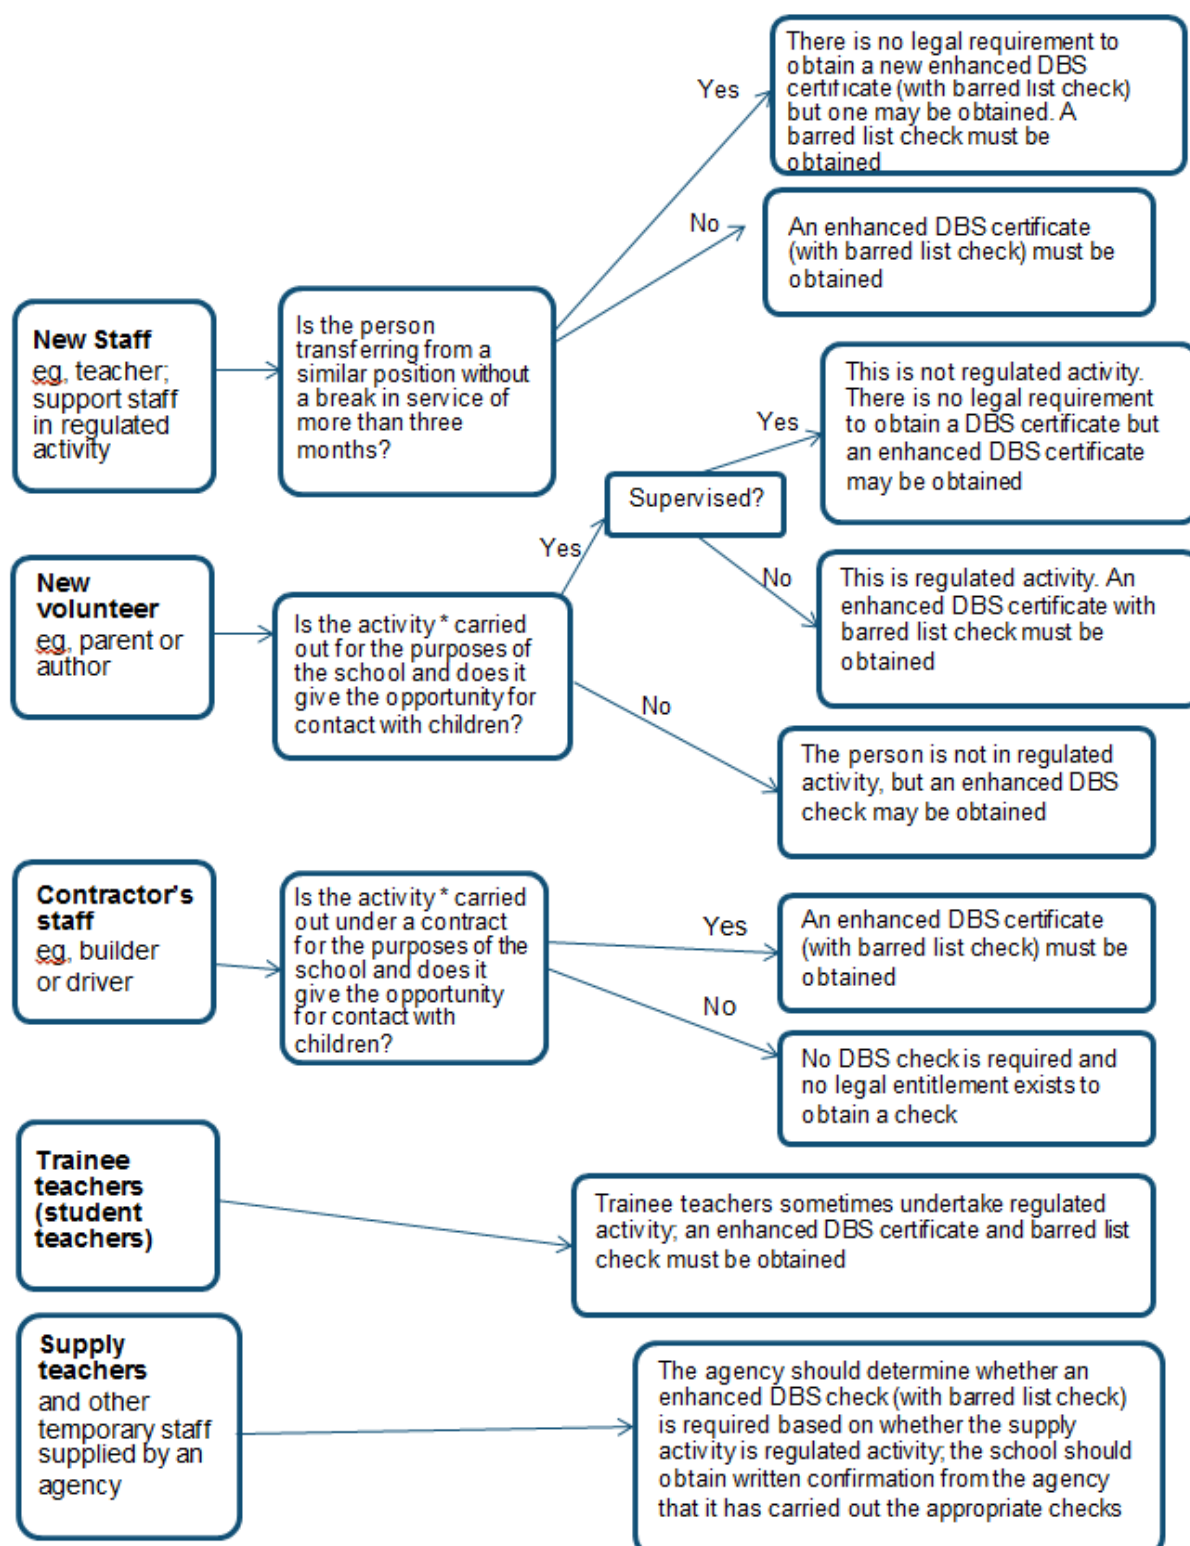 There is no legal requirement to
obtain a new enhanced DBS
certificate (with barred list check)
but one may be obtained. A
barred list check must be
obtained
Yes
No
An enhanced DBS certificate
(with barred list check) must be
obtained
New Staff
eg, teacher;
support staff
in regulated
activity
Is the person
transferring from a
similar position without
a break in service of
more than three
months?
This is not regulated activity.
There is no legal requirement
to obtain a DBS certificate but
an enhanced DBS certificate
may be obtained
Yes
Supervised?
Yes
No
This is regulated activity. An
enhanced DBS certificate with
barred list check must be
obtained
New
volunteer
eg, parent or
author
Is the activity * carried
out for the purposes of
the school and does it
give the opportunity for
contact with children?
No
The person is not in regulated
activity, but an enhanced DBS
check may be obtained
Contractor's
staff
eg, builder
or driver
Is the activity * carried
out under a contract
for the purposes of the
school and does it
give the opportunity
for contact with
children?
Yes
An enhanced DBS certificate
(with barred list check) must be
obtained
No
No DBS check is required and
no legal entitlement exists to
obtain a check
Trainee
teachers
(student
teachers)
Trainee teachers sometimes undertake regulated
activity; an enhanced DBS certificate and barred list
check must be obtained
Supply
teachers
and other
temporary staff
supplied by an
agency
The agency should determine whether an
enhanced DBS check (with barred list check)
is required based on whether the supply
activity is regulated activity; the school should
obtain written confirmation from the agency
that it has carried out the appropriate checks